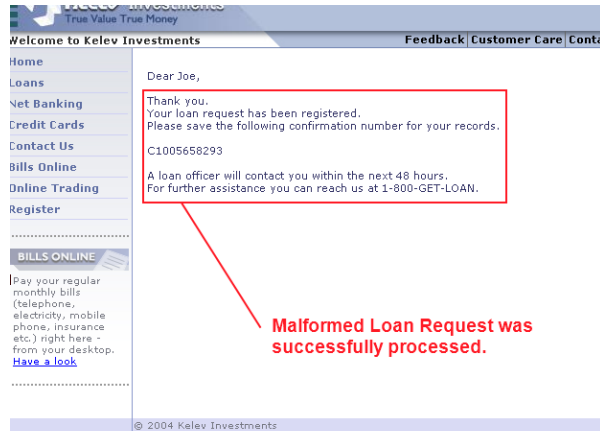 True Value True Money
Welcome to Kelev Investments
Feedback Customer Care
Home
Loans
Net Banking
Credit Cards
Contact Us
Bills Online
Online Trading
Register
BILLS ONLINE
Pay your regular
monthly bills
(telephone,
electricity, mobile
phone, insurance
etc.) right here -
from your desktop.
Have a look
Dear Joe,
Thank you.
Your loan request has been registered.
Please save the following confirmation number for your records.
C1005658293
A loan officer will contact you within the next 48 hours.
For further assistance you can reach us at 1-800-GET-LOAN.
Malformed Loan Request was
successfully processed.
© 2004 Kelev Investments